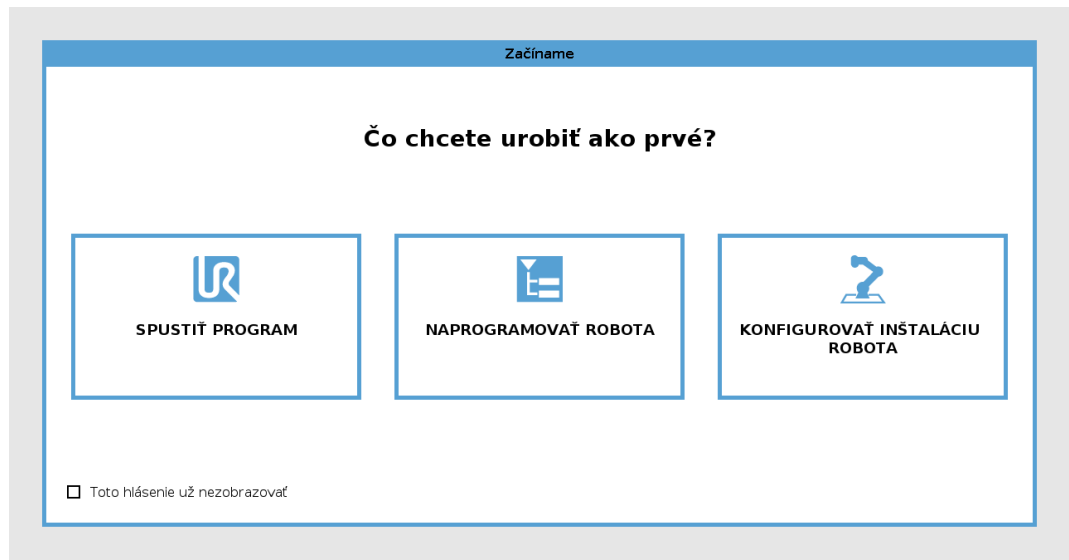 Začíname
Čo chcete urobiť ako prvé?
SPUSTIŤ PROGRAM
NAPROGRAMOVAŤ ROBOTA
KONFIGUROVAŤ INŠTALÁCIU
ROBOTA
Toto hlásenie už nezobrazovať